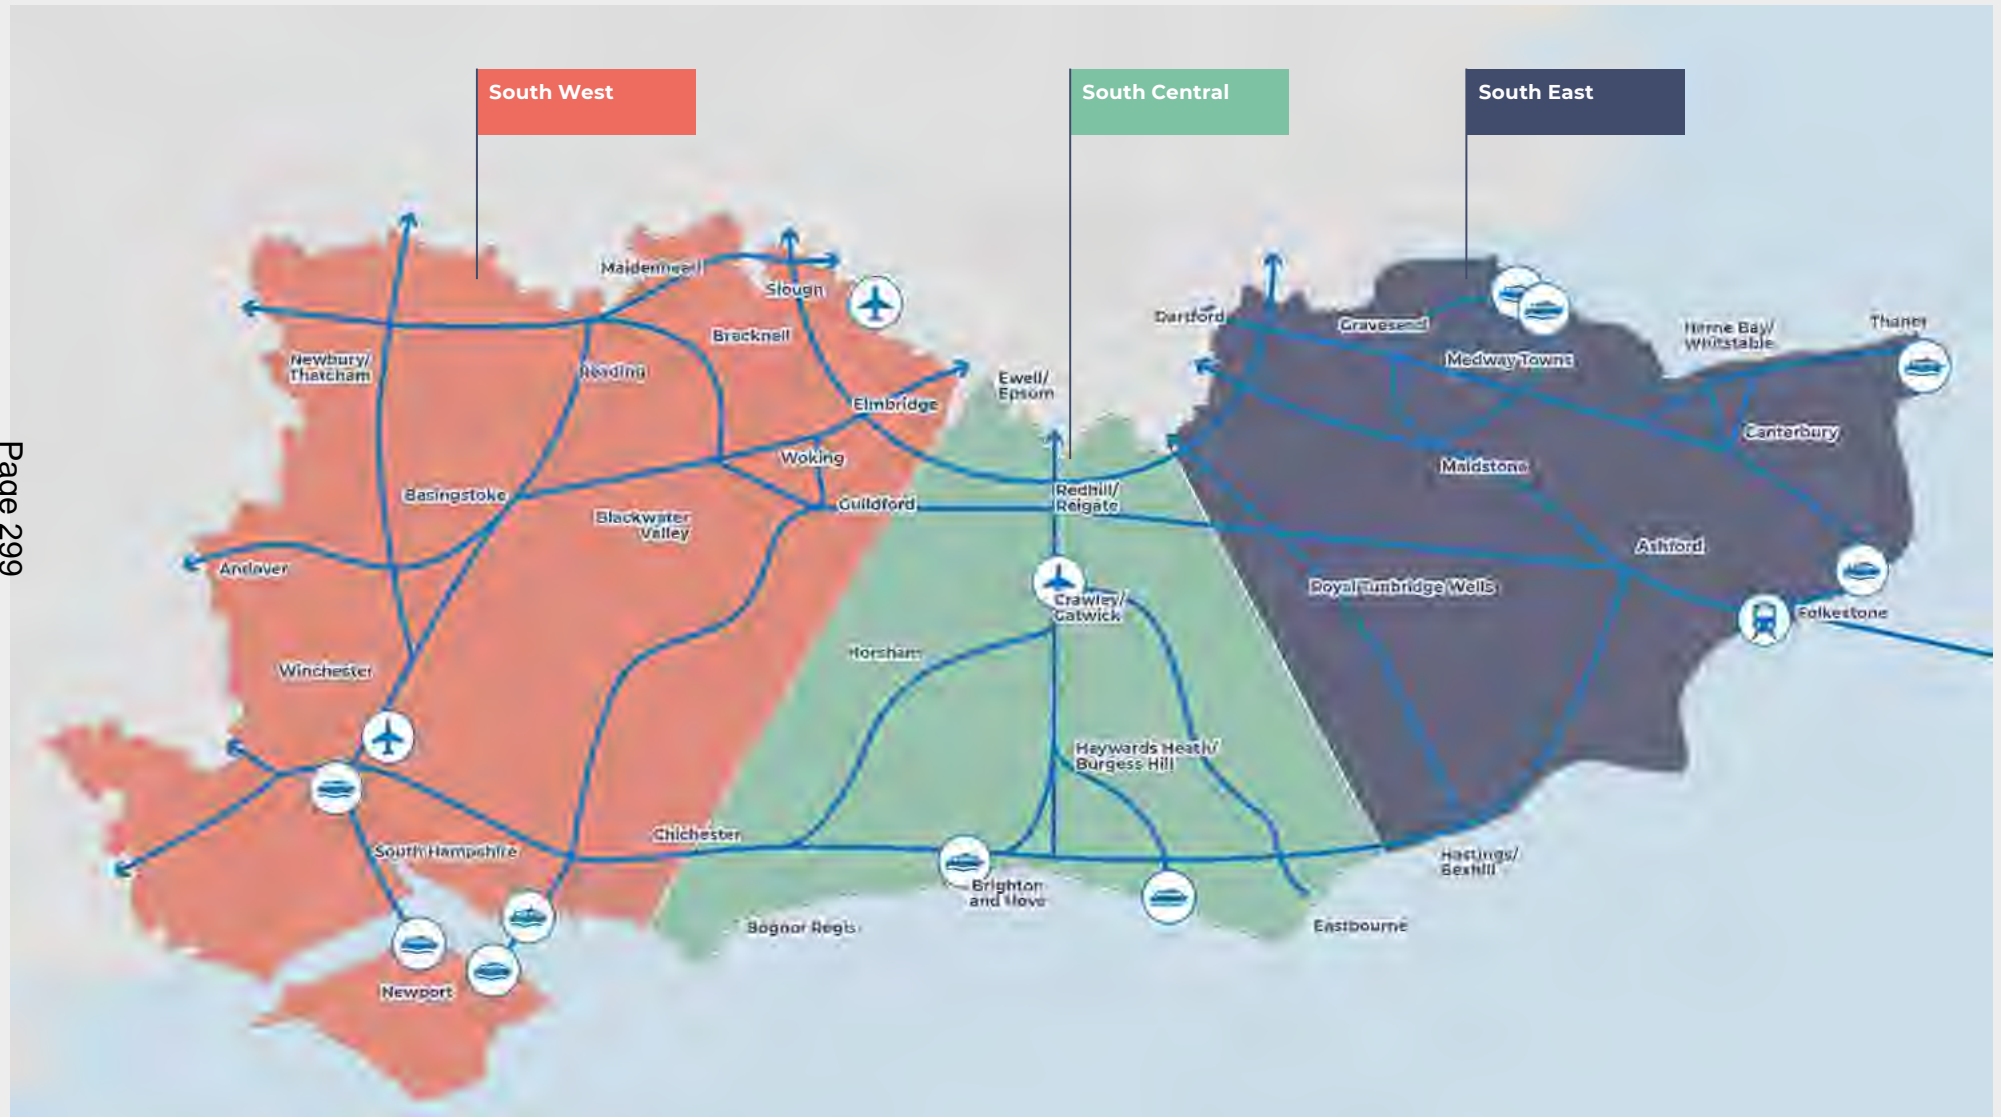 South West
South Central
South East
Maidenhead
Slough
Bracknell
Newbury/
Thatcham
Reading
Elmbridge
Ewell/
Epsom
Dartford
Gravesend
Medway Towns
Herne Bay/
Whitstable
Thanet
Canterbury
Maidstone
Woking
Basingstoke
Guildford
Redhill/
Reigate
Blackwater
Valley
Andover
Ashford
Royal Tunbridge Wells
Crawley/
Gatwick
Folkestone
Horsham
Winchester
Haywards Heath/
Burgess Hill
Chichester
South Hampshire
Hastings/
Bexhill
Brighton
and Hove
Bognor Regis
Eastbourne
Newport
Page 299